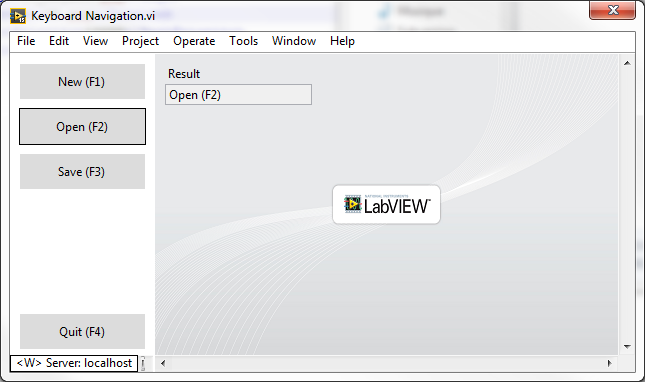 Keyboard Navigation.vi
File Edit View Project Operate Tools Window Help
New (F1)
Open (F2)
Save (F3)
Quit (F4)
Result
Open (F2)
NATIONAL INSTRUMENTS
LabVIEW™
<W> Server: localhost